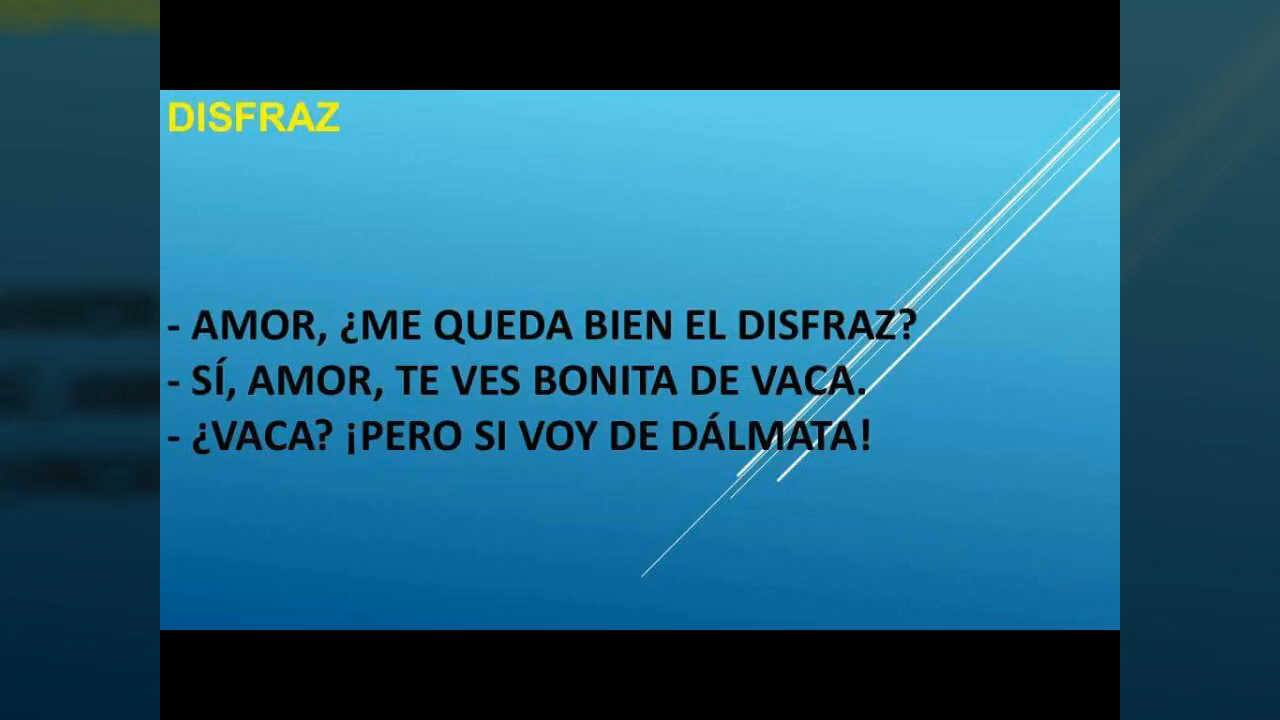 DISFRAZ
- AMOR, ¿ME QUEDA BIEN EL DISFRAZ?
- SÍ, AMOR, TE VES BONITA DE VACA.
- ¿VACA? ¡PERO SI VOY DE DÁLMATA!